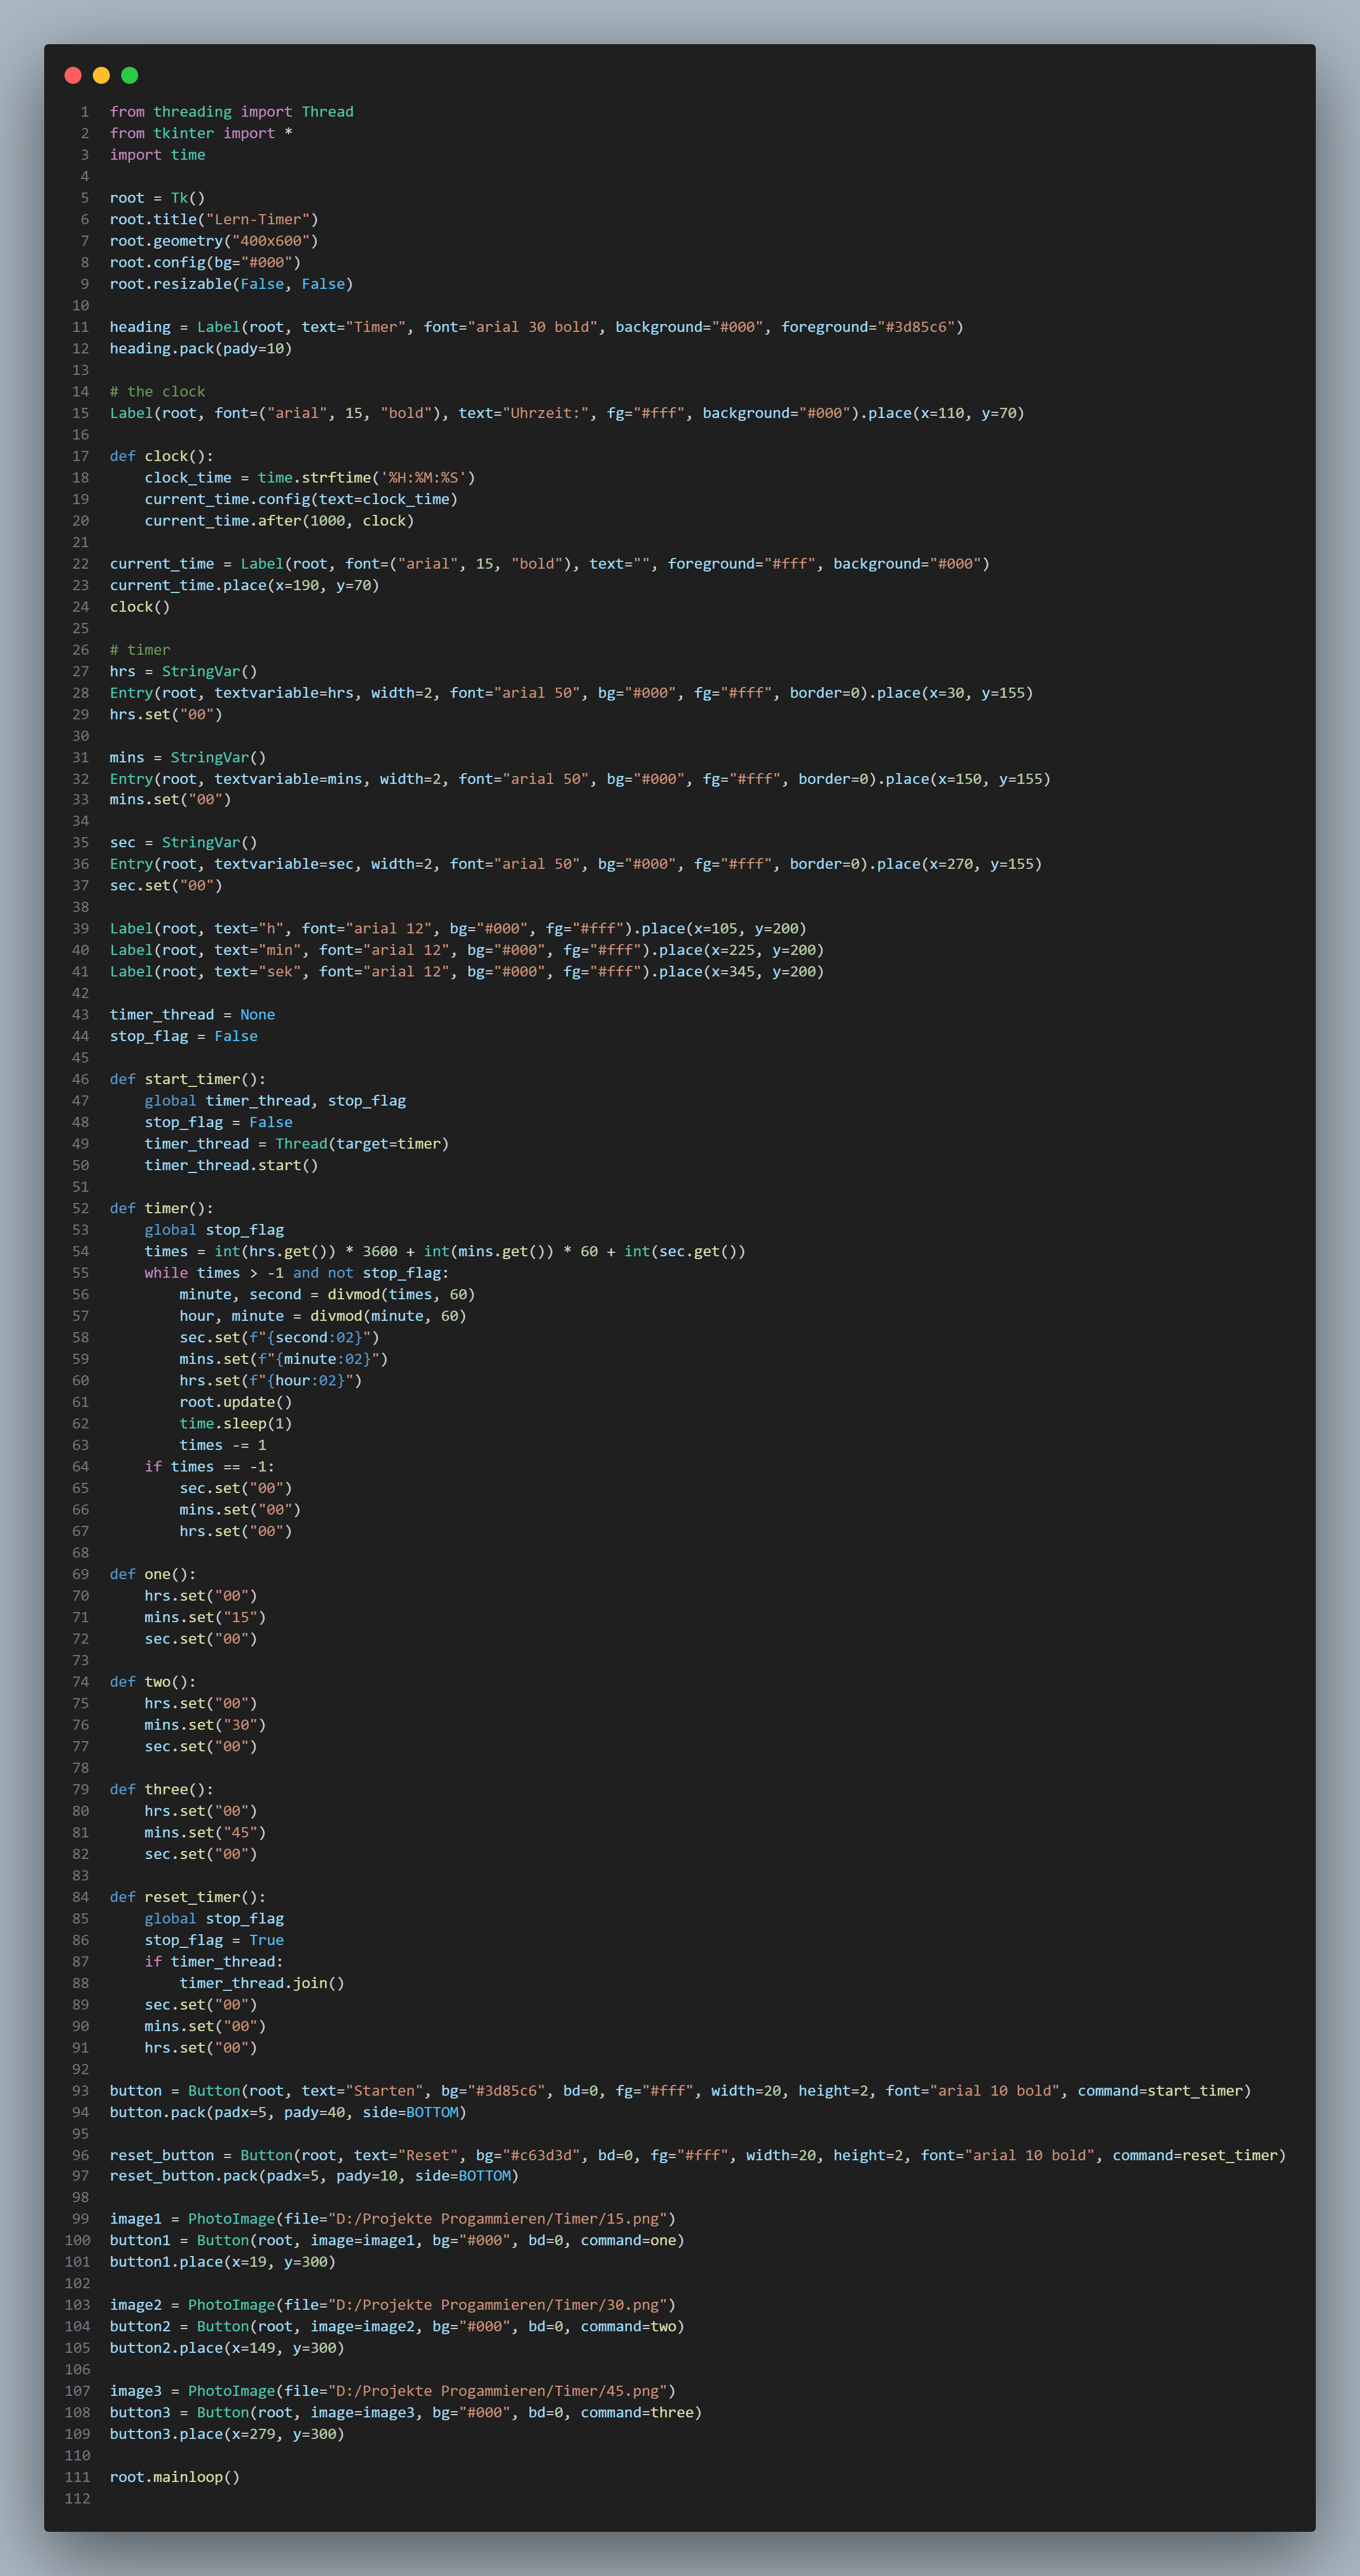 1 from threading import Thread
2 from tkinter import *
3 import time
4
5 root = Tk()
6 root.title("Lern-Timer")
7 root.geometry("400x600")
8 root.config(bg="#000")
9 root.resizable(False, False)
10
11 heading = Label(root, text="Timer", font="arial 30 bold", background="#000", foreground="#3d85c6")
12 heading.pack(pady=10)
13
14 # the clock
15 Label(root, font=("arial", 15, "bold"), text="Uhrzeit:", fg="#fff", background="#000").place(x=110, y=70)
16
17 def clock():
18     clock_time = time.strftime('%H:%M:%S')
19     current_time.config(text=clock_time)
20     current_time.after(1000, clock)
21
22 current_time = Label(root, font=("arial", 15, "bold"), text="", foreground="#fff", background="#000")
23 current_time.place(x=190, y=70)
24 clock()
25
26 # timer
27 hrs = StringVar()
28 Entry(root, textvariable=hrs, width=2, font="arial 50", bg="#000", fg="#fff", border=0).place(x=30, y=155)
29 hrs.set("00")
30
31 mins = StringVar()
32 Entry(root, textvariable=mins, width=2, font="arial 50", bg="#000", fg="#fff", border=0).place(x=150, y=155)
33 mins.set("00")
34
35 sec = StringVar()
36 Entry(root, textvariable=sec, width=2, font="arial 50", bg="#000", fg="#fff", border=0).place(x=270, y=155)
37 sec.set("00")
38
39 Label(root, text="h", font="arial 12", bg="#000", fg="#fff").place(x=105, y=200)
40 Label(root, text="min", font="arial 12", bg="#000", fg="#fff").place(x=225, y=200)
41 Label(root, text="sek", font="arial 12", bg="#000", fg="#fff").place(x=345, y=200)
42
43 timer_thread = None
44 stop_flag = False
45
46 def start_timer():
47     global timer_thread, stop_flag
48     stop_flag = False
49     timer_thread = Thread(target=timer)
50     timer_thread.start()
51
52 def timer():
53     global stop_flag
54     times = int(hrs.get()) * 3600 + int(mins.get()) * 60 + int(sec.get())
55     while times > -1 and not stop_flag:
56         minute, second = divmod(times, 60)
57         hour, minute = divmod(minute, 60)
58         sec.set(f"{second:02}")
59         mins.set(f"{minute:02}")
60         hrs.set(f"{hour:02}")
61         root.update()
62         time.sleep(1)
63         times -= 1
64     if times == -1:
65         sec.set("00")
66         mins.set("00")
67         hrs.set("00")
68
69 def one():
70     hrs.set("00")
71     mins.set("15")
72     sec.set("00")
73
74 def two():
75     hrs.set("00")
76     mins.set("30")
77     sec.set("00")
78
79 def three():
80     hrs.set("00")
81     mins.set("45")
82     sec.set("00")
83
84 def reset_timer():
85     global stop_flag
86     stop_flag = True
87     if timer_thread:
88         timer_thread.join()
89     sec.set("00")
90     mins.set("00")
91     hrs.set("00")
92
93 button = Button(root, text="Starten", bg="#3d85c6", bd=0, fg="#fff", width=20, height=2, font="arial 10 bold", command=start_timer)
94 button.pack(padx=5, pady=40, side=BOTTOM)
95
96 reset_button = Button(root, text="Reset", bg="#c63d3d", bd=0, fg="#fff", width=20, height=2, font="arial 10 bold", command=reset_timer)
97 reset_button.pack(padx=5, pady=10, side=BOTTOM)
98
99 image1 = PhotoImage(file="D:/Projekte Progammieren/Timer/15.png")
100 button1 = Button(root, image=image1, bg="#000", bd=0, command=one)
101 button1.place(x=19, y=300)
102
103 image2 = PhotoImage(file="D:/Projekte Progammieren/Timer/30.png")
104 button2 = Button(root, image=image2, bg="#000", bd=0, command=two)
105 button2.place(x=149, y=300)
106
107 image3 = PhotoImage(file="D:/Projekte Progammieren/Timer/45.png")
108 button3 = Button(root, image=image3, bg="#000", bd=0, command=three)
109 button3.place(x=279, y=300)
110
111 root.mainloop()
112